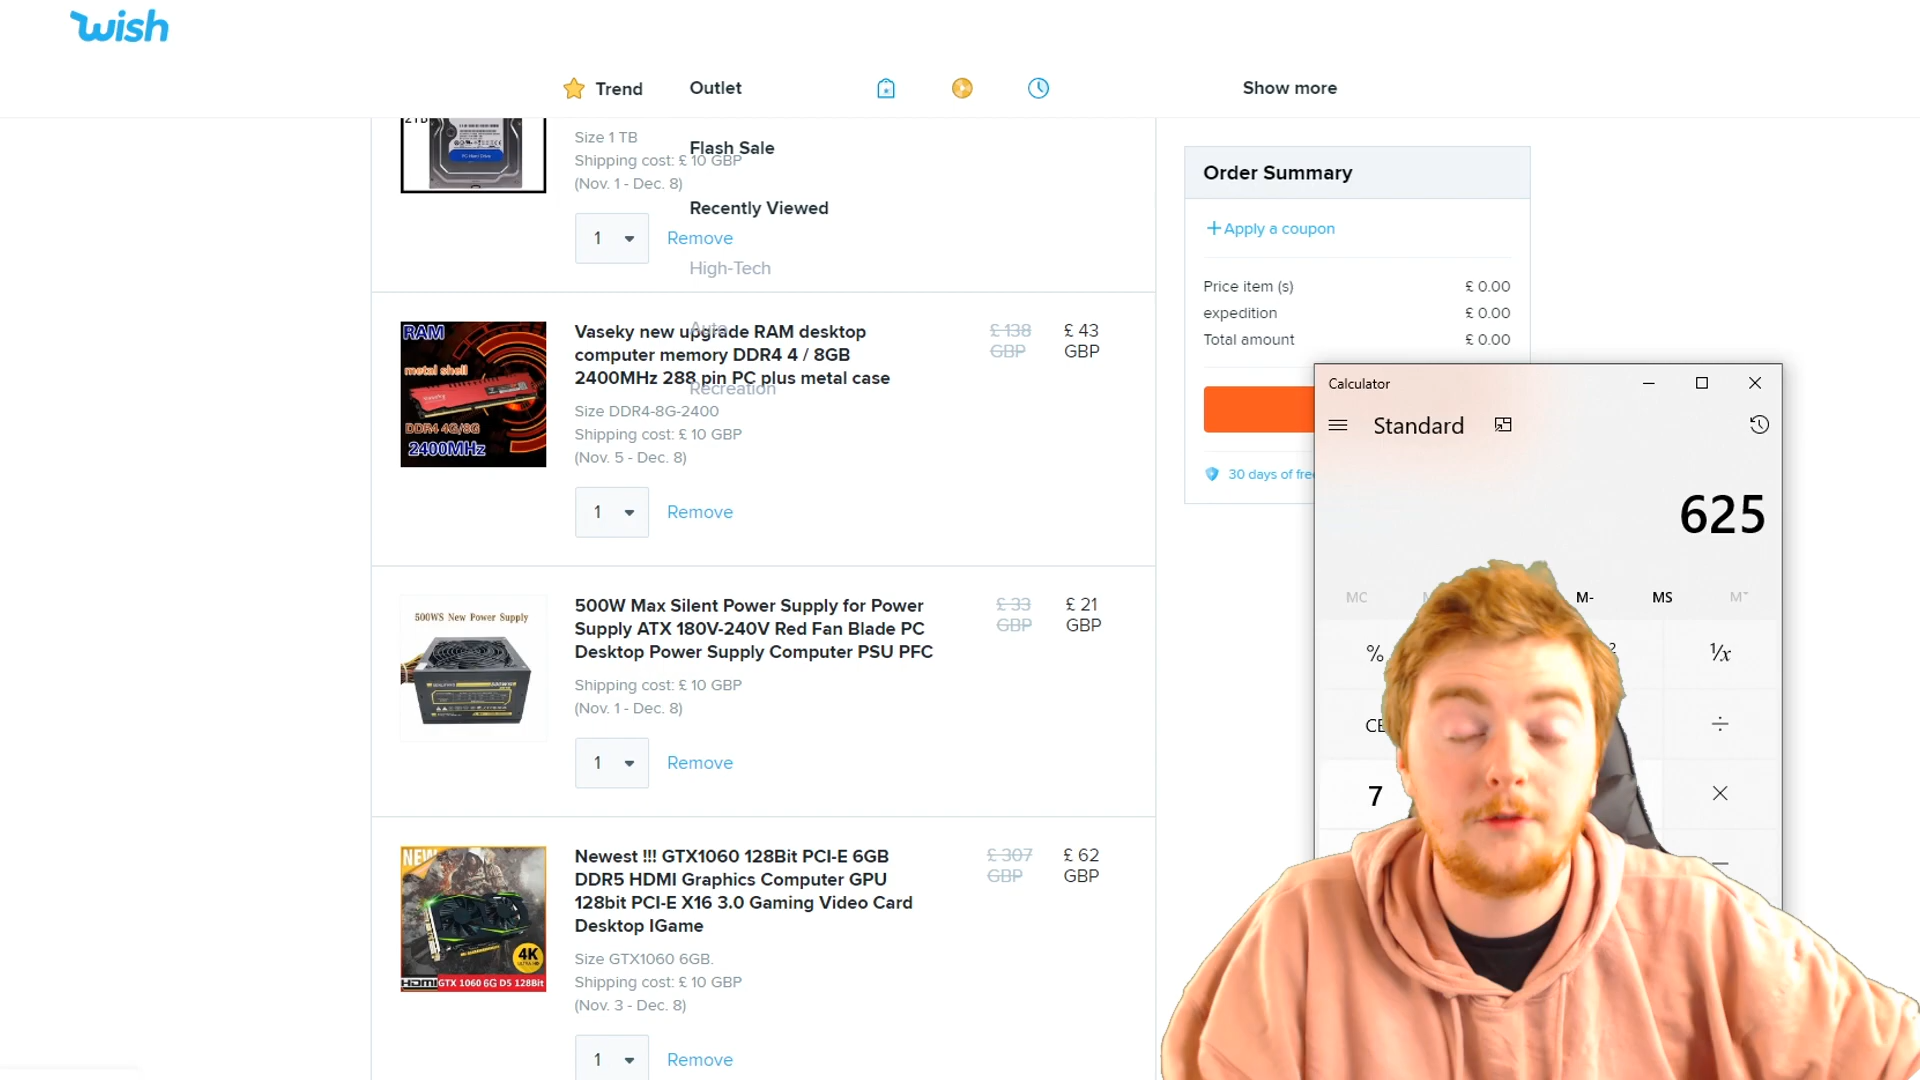 wish
Trend
Outlet
Show more
Flash Sale
Recently Viewed
High-Tech
Auto
Recreation
2TB
Size 1 TB
Shipping cost: £ 10 GBP
(Nov. 1 - Dec. 8)
1
Remove
RAM
metal shell
DDR4 4G/8G
2400MHz
Vaseky new upgrade RAM desktop
computer memory DDR4 4 / 8GB
2400MHz 288 pin PC plus metal case
£ 138
GBP
£ 43
GBP
Size DDR4-8G-2400
Shipping cost: £ 10 GBP
(Nov. 5 - Dec. 8)
1
Remove
500WS New Power Supply
500W Max Silent Power Supply for Power
Supply ATX 180V-240V Red Fan Blade PC
Desktop Power Supply Computer PSU PFC
£ 33
GBP
£ 21
GBP
Shipping cost: £ 10 GBP
(Nov. 1 - Dec. 8)
1
Remove
NEW
4K
HDMI GTX 1060 6G D5 128Bit
Newest !!! GTX1060 128Bit PCI-E 6GB
DDR5 HDMI Graphics Computer GPU
128bit PCI-E X16 3.0 Gaming Video Card
Desktop IGame
£ 307
GBP
£ 62
GBP
Size GTX1060 6GB.
Shipping cost: £ 10 GBP
(Nov. 3 - Dec. 8)
1
Remove
Order Summary
+ Apply a coupon
Price item (s) £ 0.00
expedition £ 0.00
Total amount £ 0.00
30 days of free
Calculator
Standard
625
MC
M-
MS
%
¹/x
CE
÷
7
×
−